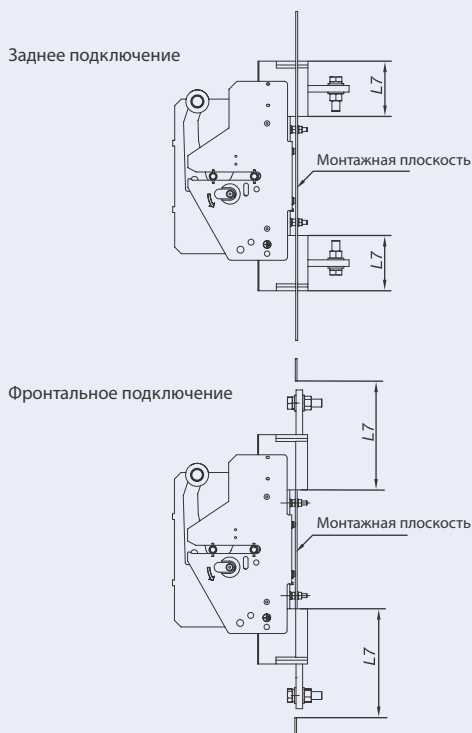 Заднее подключение
L7
Монтажная плоскость
L7
Фронтальное подключение
L7
Монтажная плоскость
L7